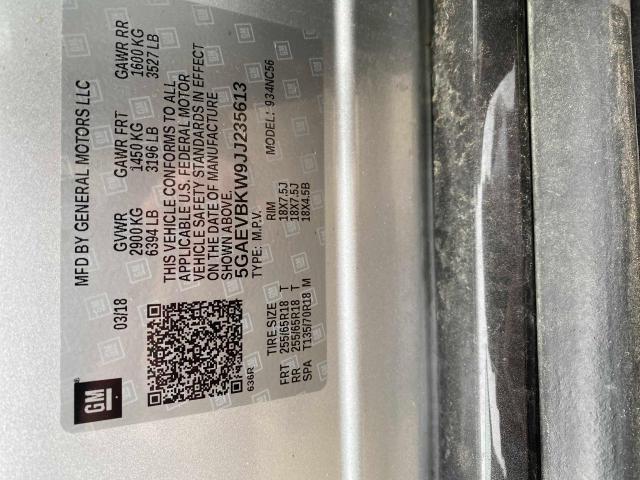 GM
MFD BY GENERAL MOTORS LLC
03/18 GVWR GAWR FRT GAWR RR
2900 KG 1450 KG 1600 KG
6394 LB 3196 LB 3527 LB
THIS VEHICLE CONFORMS TO ALL
APPLICABLE U.S. FEDERAL MOTOR
VEHICLE SAFETY STANDARDS IN EFFECT
ON THE DATE OF MANUFACTURE
SHOWN ABOVE.
5GAEVBKW9JJ235613
TYPE: M.P.V. MODEL: 934NC56
636R
TIRE SIZE RIM
FRT 255/65R18 T 18X7.5J
RR 255/65R18 T 18X7.5J
SPA T135/70R18 M 18X4.5B